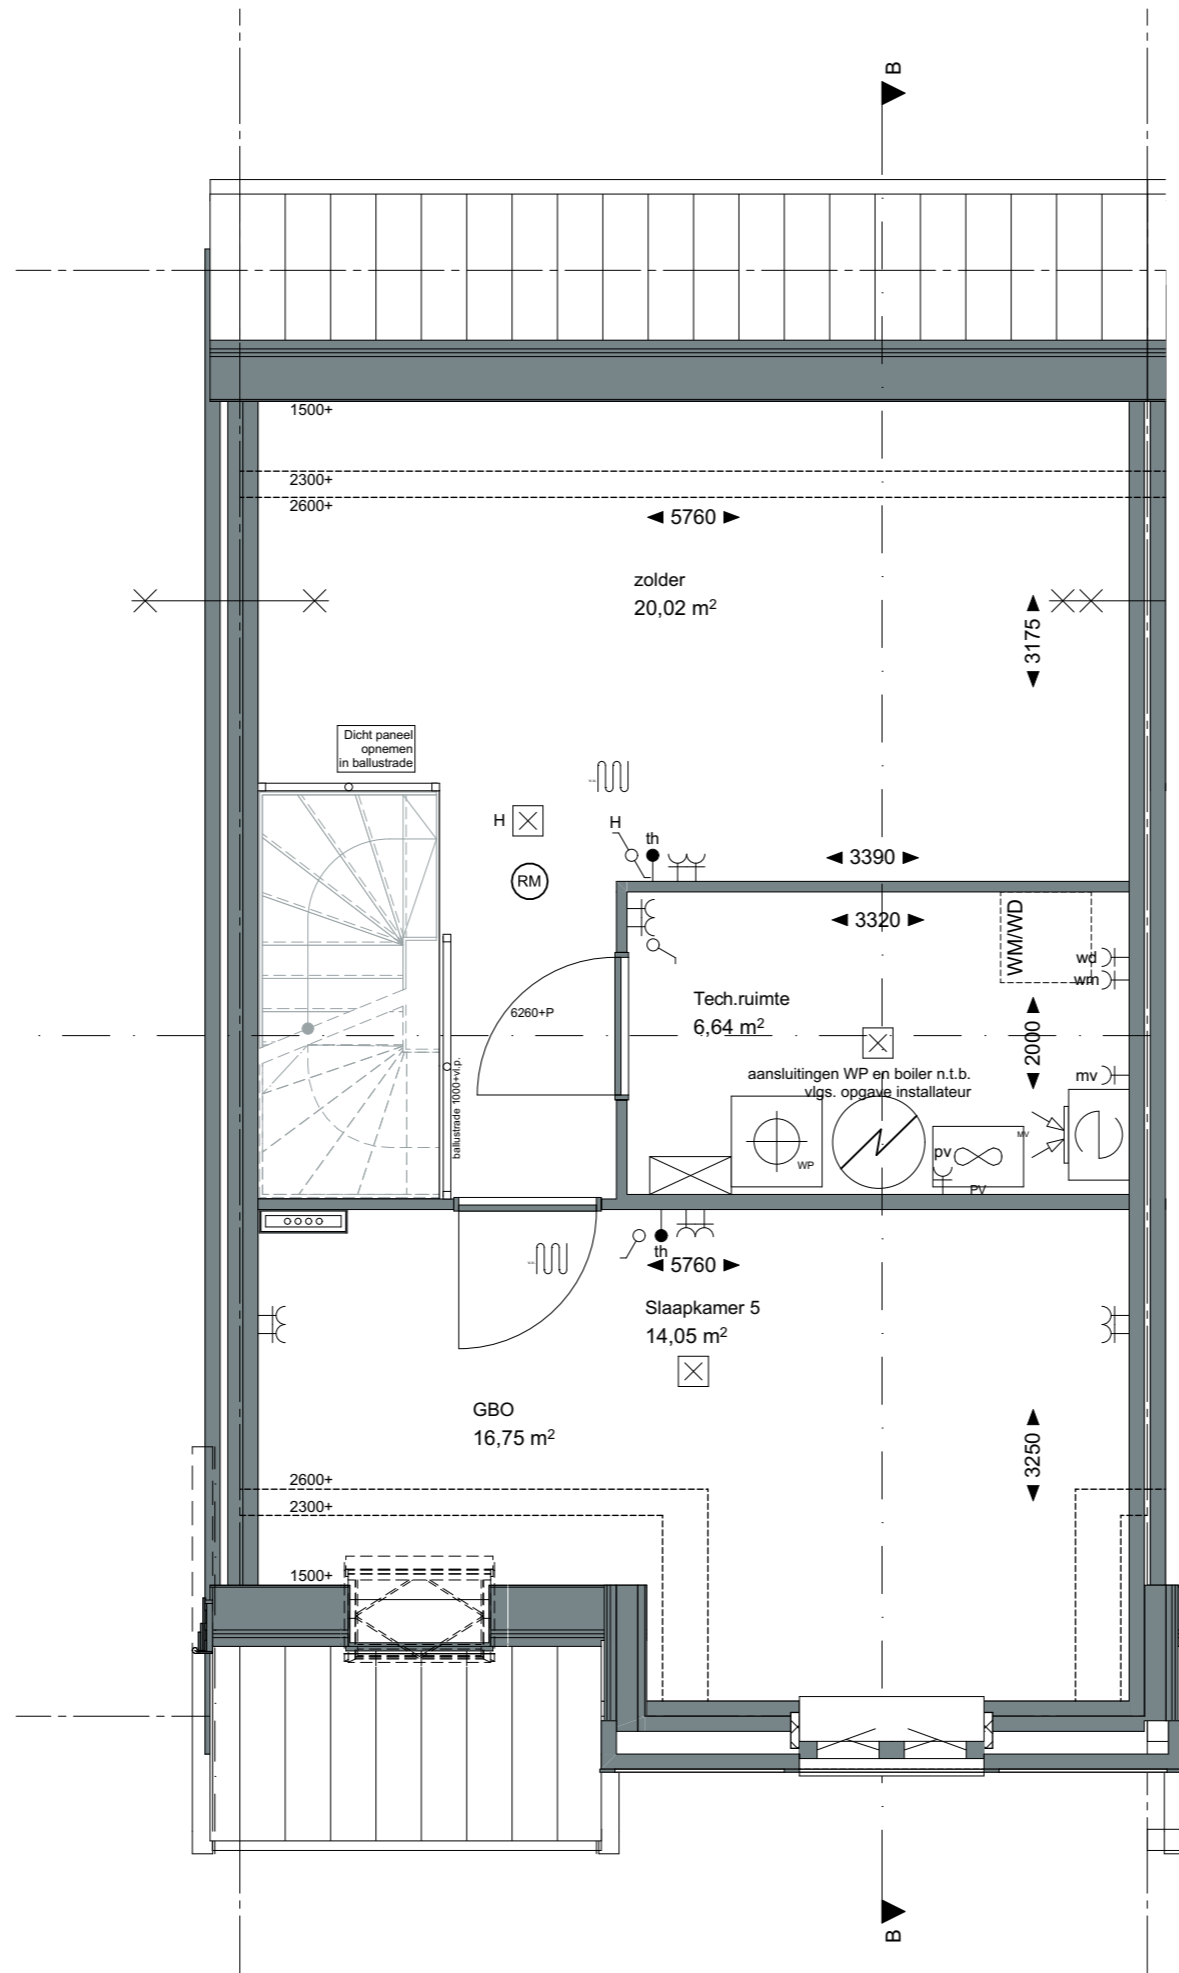 B
1500+
2300+
2600+
◄ 5760 ►
zolder
20,02 m²
◄ 3175 ►
Dicht paneel
opnemen
in ballustrade
H
H
th
RM
◄ 3390 ►
◄ 3320 ►
WM/WD
wd
wm
Tech.ruimte
6,64 m²
6260+P
◄ 2000 ►
aansluitingen WP en boiler n.t.b.
vlgs. opgave installateur
mv
ballustrade 1000+vl.p.
WP
pv
MV
PV
th
◄ 5760 ►
Slaapkamer 5
14,05 m²
GBO
16,75 m²
◄ 3250 ►
2600+
2300+
1500+
B